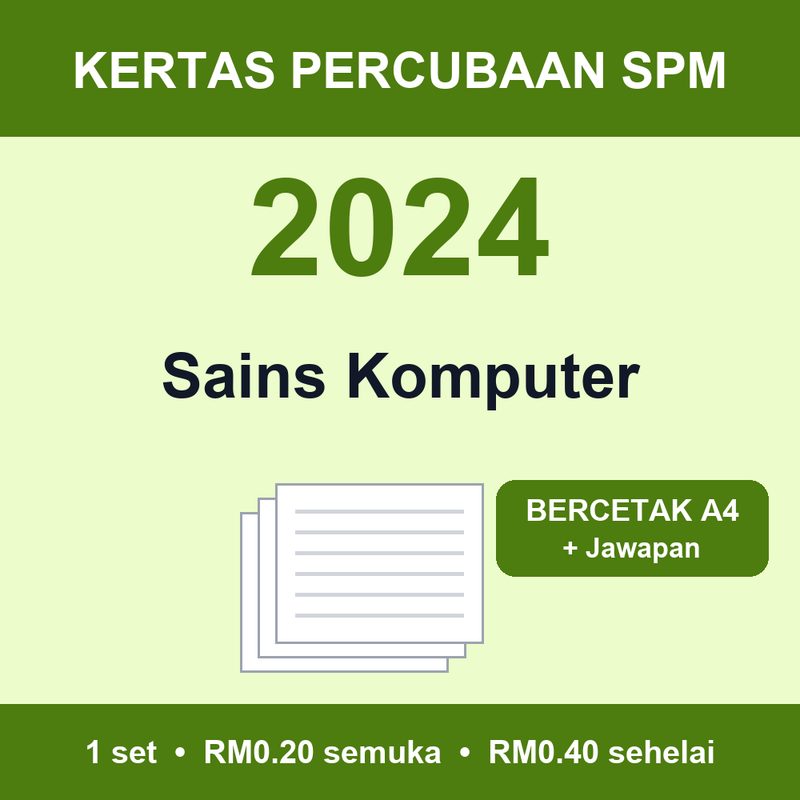 KERTAS PERCUBAAN SPM
2024
Sains Komputer
BERCETAK A4
+ Jawapan
1 set • RM0.20 semuka • RM0.40 sehelai